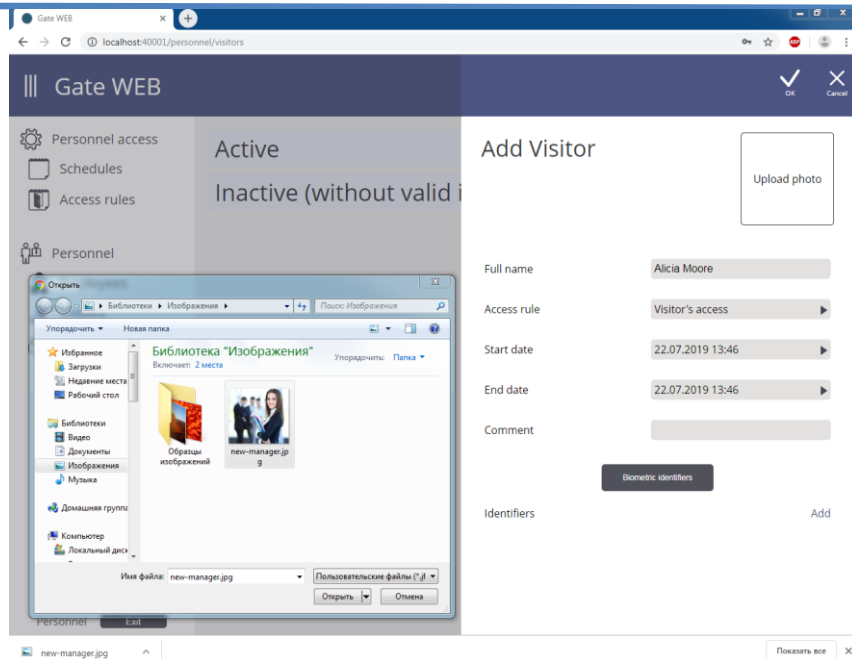 Gate WEB
localhost:40001/personnel/visitors
ABP
Gate WEB
OK
Cancel
Personnel access
Schedules
Access rules
Personnel
Active
Inactive (without valid i
Add Visitor
Upload photo
Full name Alicia Moore
Access rule Visitor's access
Start date 22.07.2019 13:46
End date 22.07.2019 13:46
Comment
Biometric identifiers
Identifiers Add
Открыть
Библиотеки Изображения
Поиск: Изображения
Упорядочить Новая папка
Избранное
Загрузки
Недавние места
Рабочий стол
Библиотеки
Видео
Документы
Изображения
Музыка
Домашняя группа
Компьютер
Локальный диск
Библиотека "Изображения"
Включает: 2 места
Упорядочить: Папка
Образцы
изображений
new-manager.jp
g
Имя файла: new-manager.jpg
Пользовательские файлы (*.jf
Открыть Отмена
Personnel Exit
new-manager.jpg
Показать все